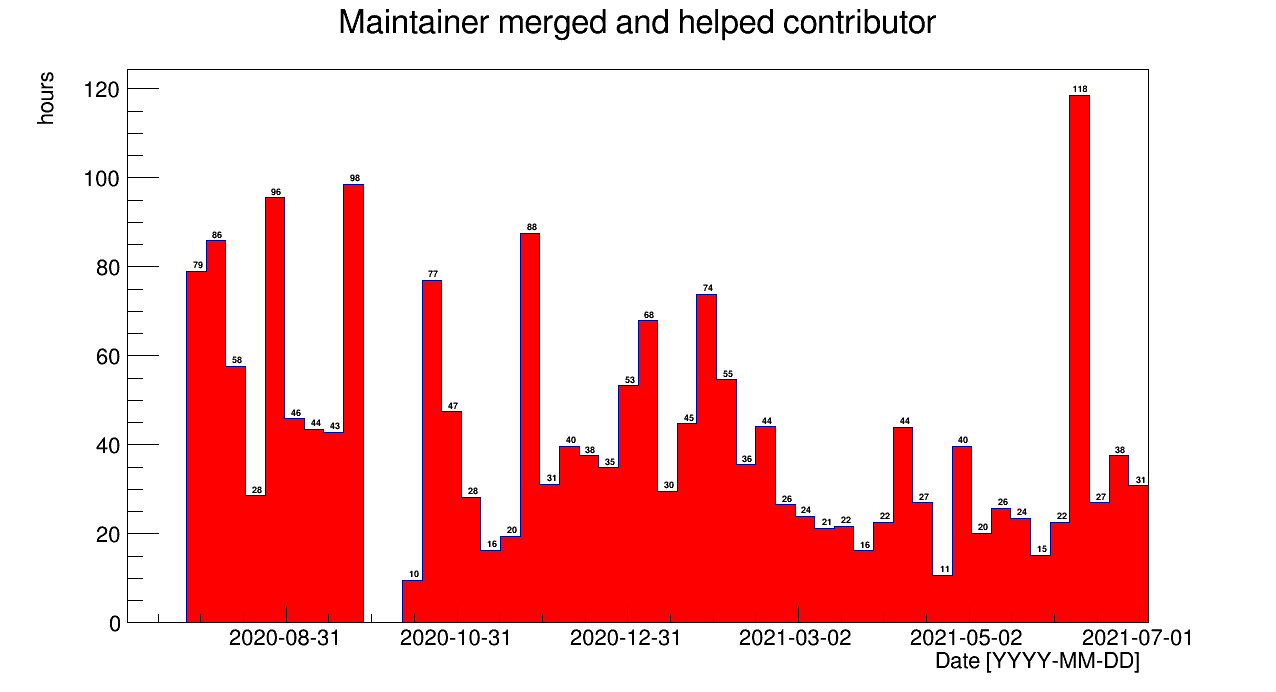 Maintainer merged and helped contributor
hours
120
100
80
60
40
20
0
79 86 58 28 96 46 44 43 98 10 77 47 28 16 20 88 31 40 38 35 53 68 30 45 74 55 36 44 26 24 21 22 16 22 44 27 11 40 20 26 24 15 22 118 27 38 31
2020-08-31 2020-10-31 2020-12-31 2021-03-02 2021-05-02 2021-07-01
Date [YYYY-MM-DD]